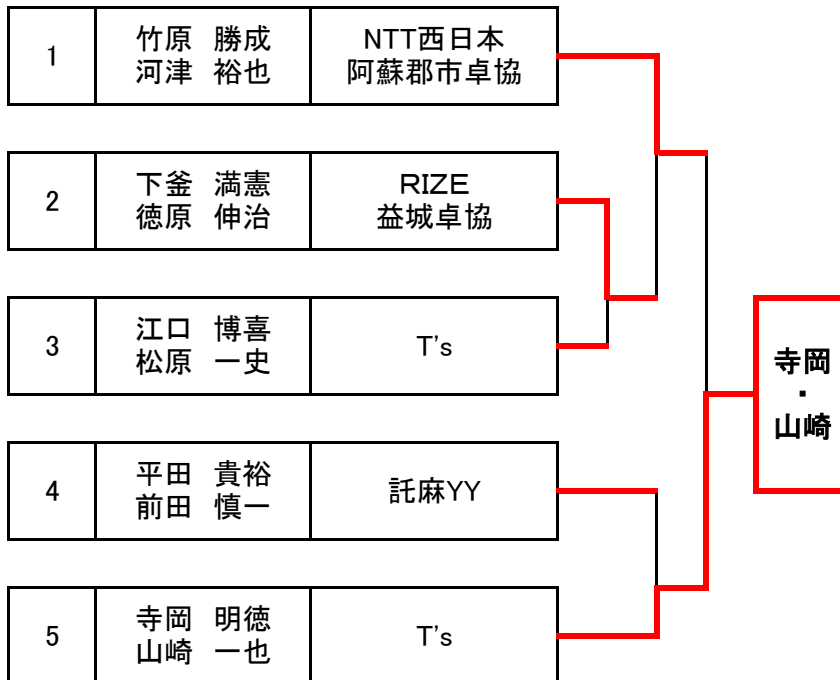 1
竹原 勝成
河津 裕也
NTT西日本
阿蘇郡市卓協
2
下釜 満憲
徳原 伸治
RIZE
益城卓協
3
江口 博喜
松原 一史
T's
4
平田 貴裕
前田 慎一
託麻YY
5
寺岡 明徳
山崎 一也
T's
寺岡
・
山崎